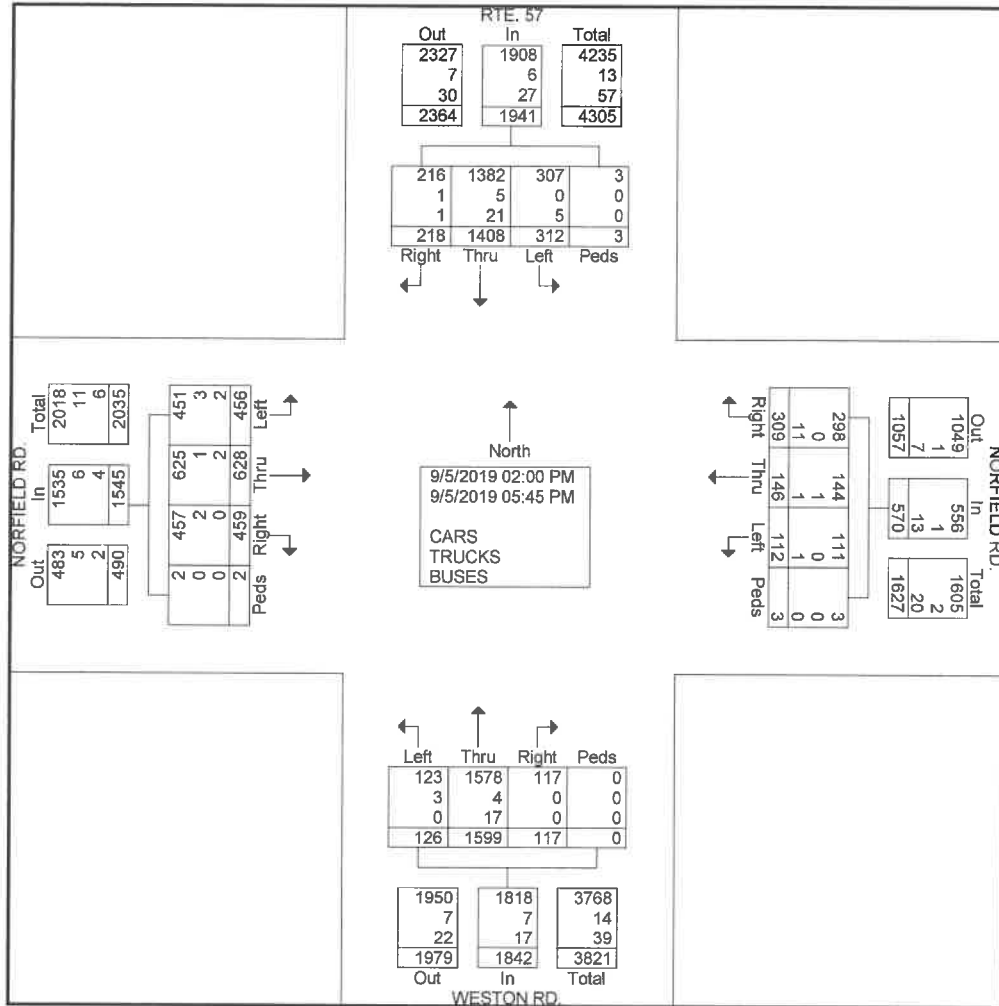 RTE. 57
Out In Total
2327 1908 4235
7 6 13
30 27 57
2364 1941 4305
216 1382 307 3
1 5 0 0
1 21 5 0
218 1408 312 3
Right Thru Left Peds
NORFIELD RD.
Total
2018 11 6 2035
In
1535 6 4 1545
Out
483 5 2 490
451 3 2 456
Left
625 1 2 628
Thru
457 2 0 459
Right
2 0 0 2
Peds
North
9/5/2019 02:00 PM
9/5/2019 05:45 PM
CARS
TRUCKS
BUSES
Right
298 0 11 309
Thru
144 1 1 146
Left
111 0 1 112
Peds
3 0 0 3
Out
1049 1 7 1057
In
556 1 13 570
Total
1605 2 20 1627
NORFIELD RD.
Left Thru Right Peds
123 1578 117 0
3 4 0 0
0 17 0 0
126 1599 117 0
1950 1818 3768
7 7 14
22 17 39
1979 1842 3821
Out In Total
WESTON RD.